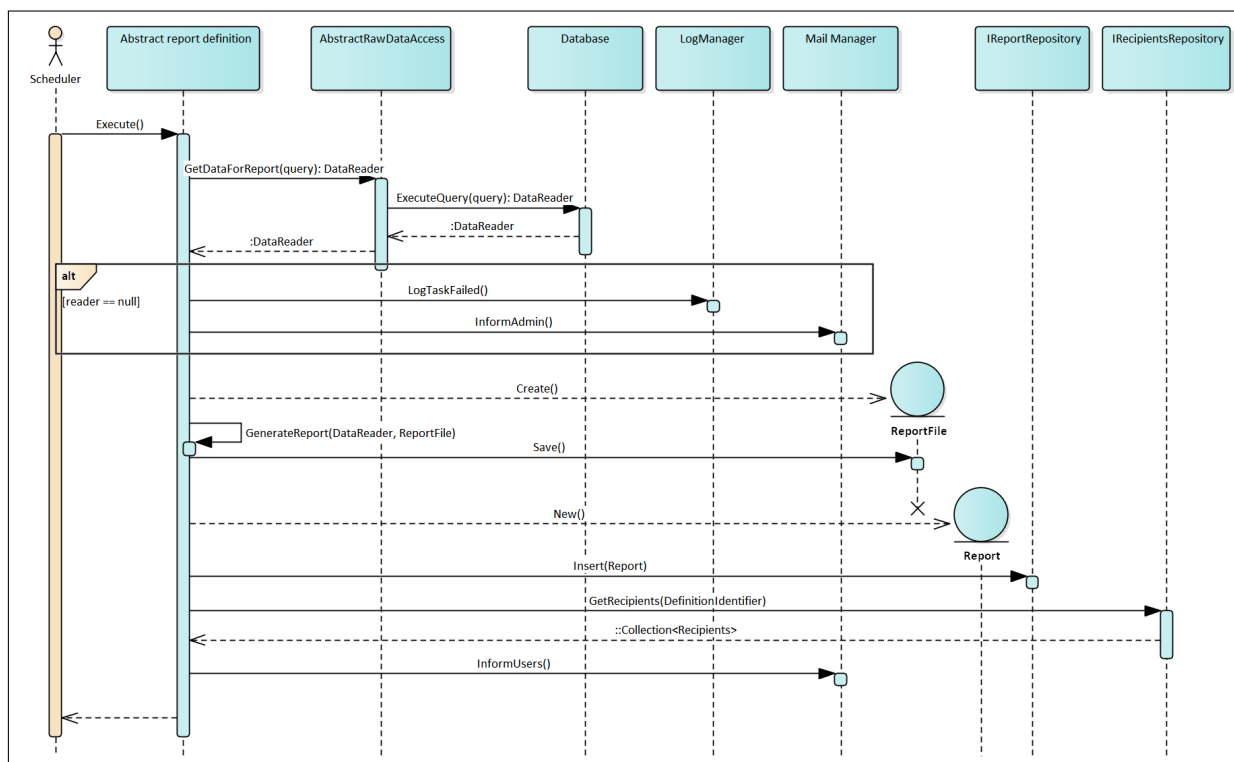 Abstract report definition
AbstractRawDataAccess
Database
LogManager
Mail Manager
IReportRepository
IRecipientsRepository
Scheduler
Execute()
GetDataForReport(query): DataReader
ExecuteQuery(query): DataReader
:DataReader
:DataReader
alt
[reader == null]
LogTaskFailed()
InformAdmin()
Create()
ReportFile
GenerateReport(DataReader, ReportFile)
Save()
New()
Report
Insert(Report)
GetRecipients(DefinitionIdentifier)
::Collection<Recipients>
InformUsers()